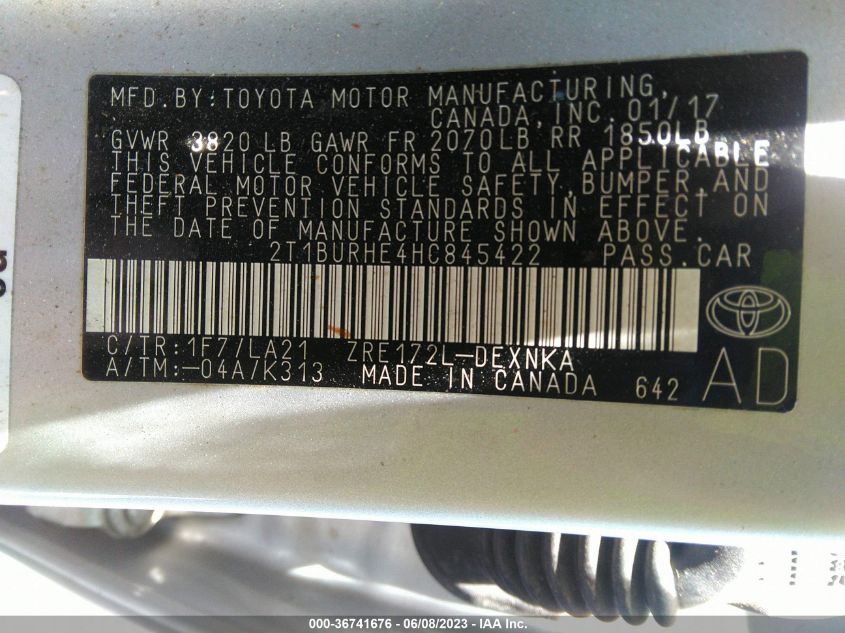 MFD. BY: TOYOTA MOTOR MANUFACTURING,
CANADA, INC. 01/17
GVWR 3820 LB GAWR FR 2070LB RR 1850LB
THIS VEHICLE CONFORMS TO ALL APPLICABLE
FEDERAL MOTOR VEHICLE SAFETY, BUMPER, AND
THEFT PREVENTION STANDARDS IN EFFECT ON
THE DATE OF MANUFACTURE SHOWN ABOVE.
2T1BURHE4HC845422 PASS. CAR
C/TR: 1F7/LA21 ZRE172L-DEXNKA
A/TM: -04A/K313 MADE IN CANADA 642
AD
000-36741676 / 06/08/2023 - IAA Inc.